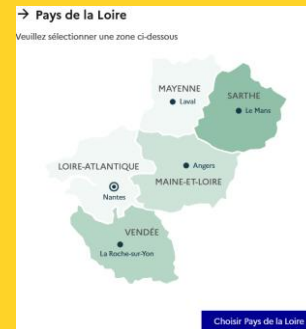 → Pays de la Loire
Veuillez sélectionner une zone ci-dessous
MAYENNE
Laval
SARTHE
Le Mans
LOIRE-ATLANTIQUE
Nantes
Angers
MAINE-ET-LOIRE
VENDÉE
La Roche-sur-Yon
Choisir Pays de la Loire